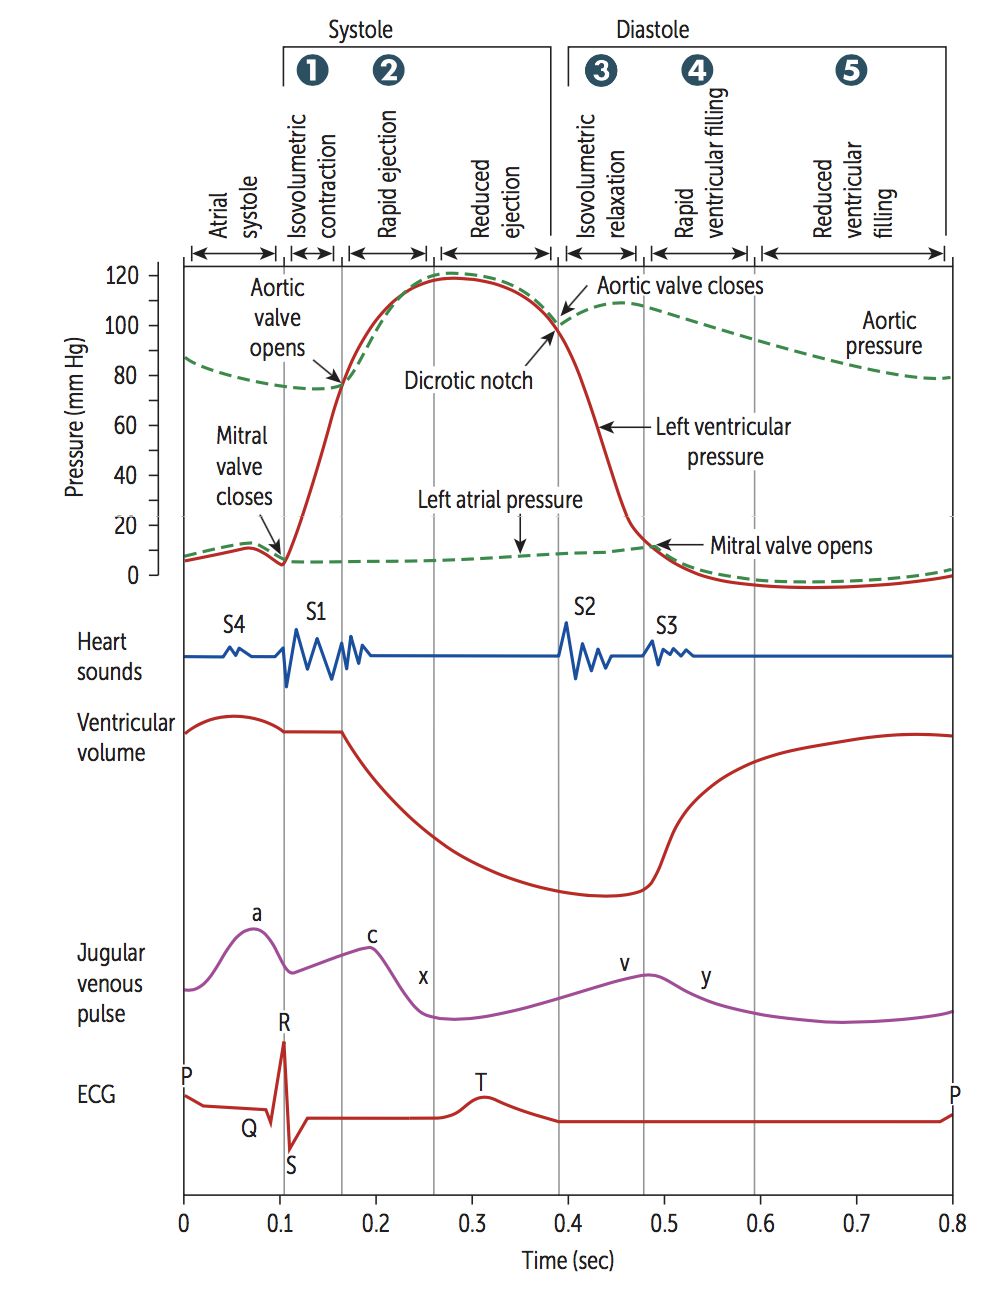 Systole
Diastole
1
2
3
4
5
Atrial
systole
Isovolumetric
contraction
Rapid ejection
Reduced
ejection
Isovolumetric
relaxation
Rapid
ventricular filling
Reduced
ventricular
filling
Pressure (mm Hg)
120
100
80
60
40
20
0
Aortic
valve
opens
Aortic valve closes
Aortic
pressure
Dicrotic notch
Mitral
valve
closes
Left ventricular
pressure
Left atrial pressure
Mitral valve opens
Heart
sounds
S4
S1
S2
S3
Ventricular
volume
Jugular
venous
pulse
a
c
x
v
y
ECG
P
Q
R
S
T
P
0 0.1 0.2 0.3 0.4 0.5 0.6 0.7 0.8
Time (sec)